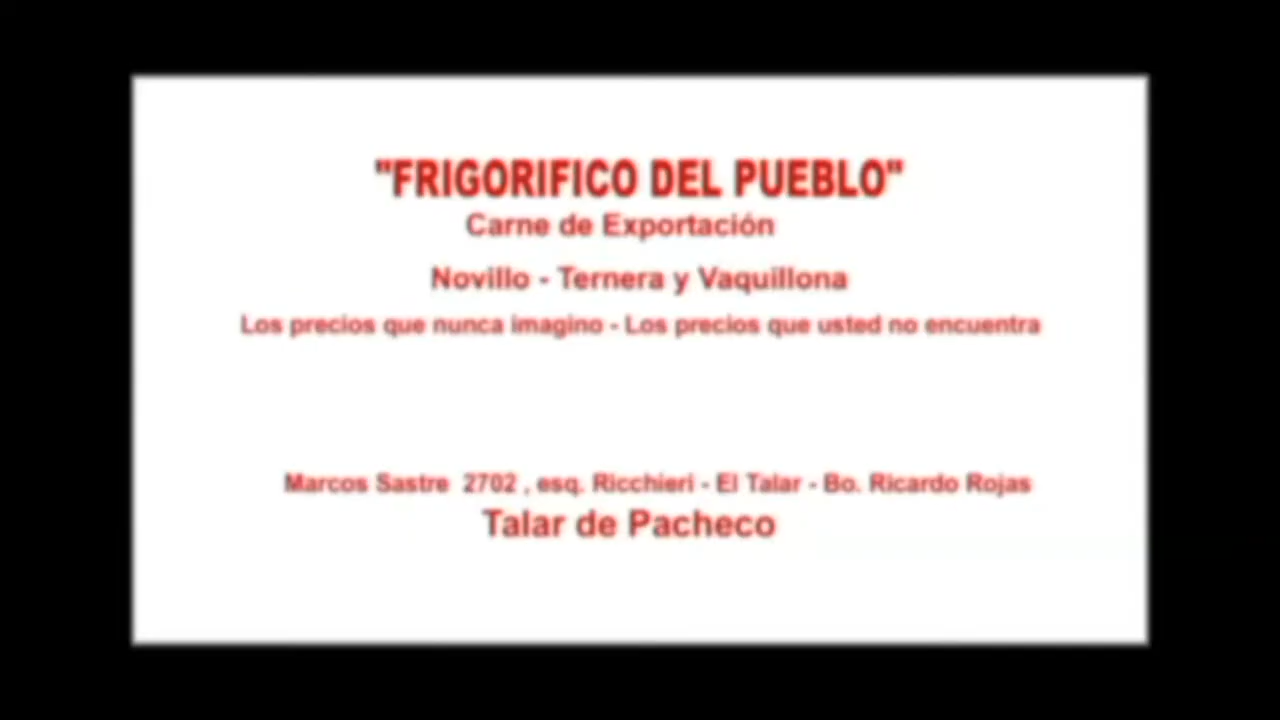 "FRIGORIFICO DEL PUEBLO"
Carne de Exportación
Novillo - Ternera y Vaquillona
Los precios que nunca imagino - Los precios que usted no encuentra
Marcos Sastre 2702 , esq. Ricchieri - El Talar - Bo. Ricardo Rojas
Talar de Pacheco